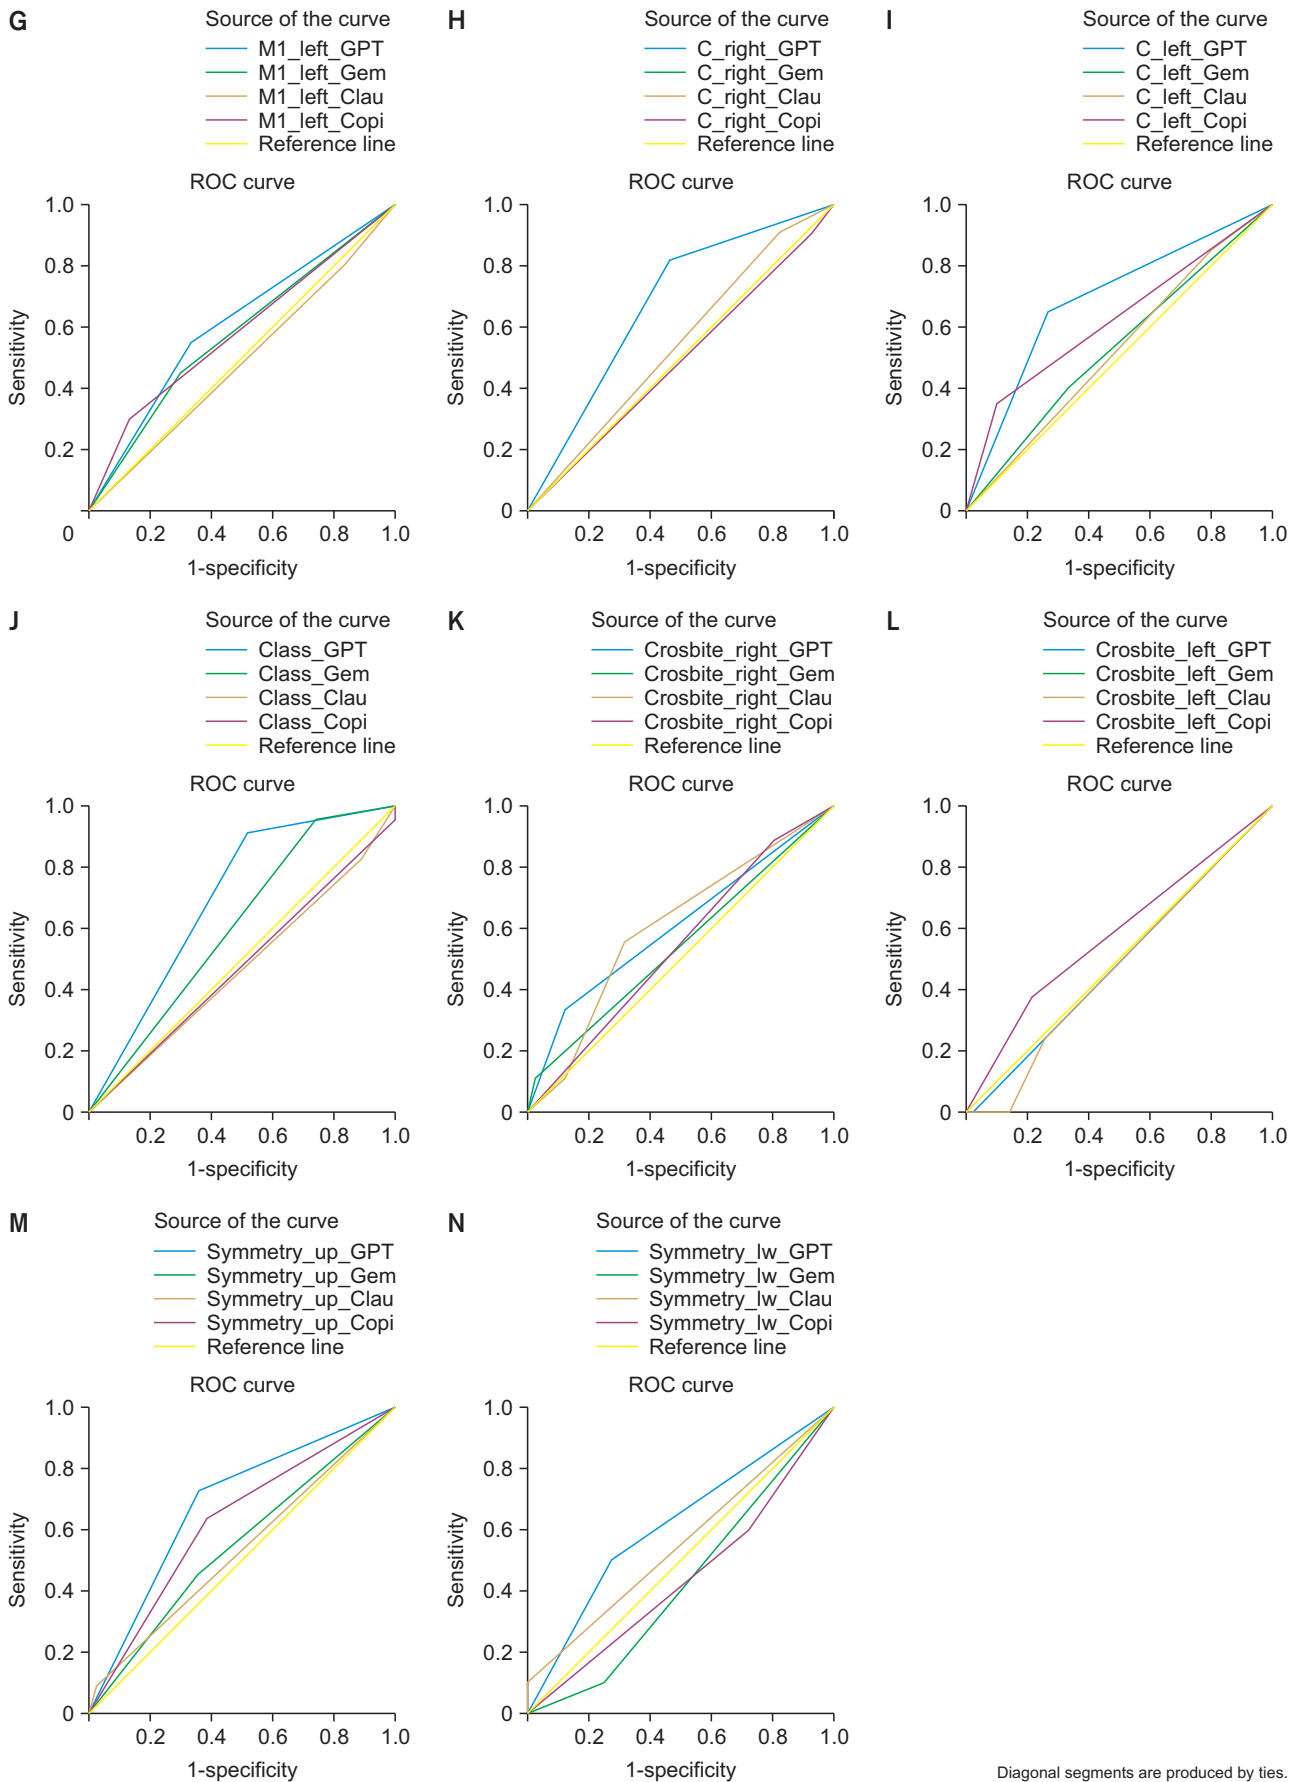 G
Source of the curve
M1_left_GPT
M1_left_Gem
M1_left_Clau
M1_left_Copi
Reference line
ROC curve
1.0
0.8
0.6
0.4
0.2
0
0.2 0.4 0.6 0.8 1.0
Sensitivity
1-specificity
H
Source of the curve
C_right_GPT
C_right_Gem
C_right_Clau
C_right_Copi
Reference line
ROC curve
1.0
0.8
0.6
0.4
0.2
0
0.2 0.4 0.6 0.8 1.0
Sensitivity
1-specificity
I
Source of the curve
C_left_GPT
C_left_Gem
C_left_Clau
C_left_Copi
Reference line
ROC curve
1.0
0.8
0.6
0.4
0.2
0
0.2 0.4 0.6 0.8 1.0
Sensitivity
1-specificity
J
Source of the curve
Class_GPT
Class_Gem
Class_Clau
Class_Copi
Reference line
ROC curve
1.0
0.8
0.6
0.4
0.2
0
0.2 0.4 0.6 0.8 1.0
Sensitivity
1-specificity
K
Source of the curve
Crosbite_right_GPT
Crosbite_right_Gem
Crosbite_right_Clau
Crosbite_right_Copi
Reference line
ROC curve
1.0
0.8
0.6
0.4
0.2
0
0.2 0.4 0.6 0.8 1.0
Sensitivity
1-specificity
L
Source of the curve
Crosbite_left_GPT
Crosbite_left_Gem
Crosbite_left_Clau
Crosbite_left_Copi
Reference line
ROC curve
1.0
0.8
0.6
0.4
0.2
0
0.2 0.4 0.6 0.8 1.0
Sensitivity
1-specificity
M
Source of the curve
Symmetry_up_GPT
Symmetry_up_Gem
Symmetry_up_Clau
Symmetry_up_Copi
Reference line
ROC curve
1.0
0.8
0.6
0.4
0.2
0
0.2 0.4 0.6 0.8 1.0
Sensitivity
1-specificity
N
Source of the curve
Symmetry_lw_GPT
Symmetry_lw_Gem
Symmetry_lw_Clau
Symmetry_lw_Copi
Reference line
ROC curve
1.0
0.8
0.6
0.4
0.2
0
0.2 0.4 0.6 0.8 1.0
Sensitivity
1-specificity
Diagonal segments are produced by ties.